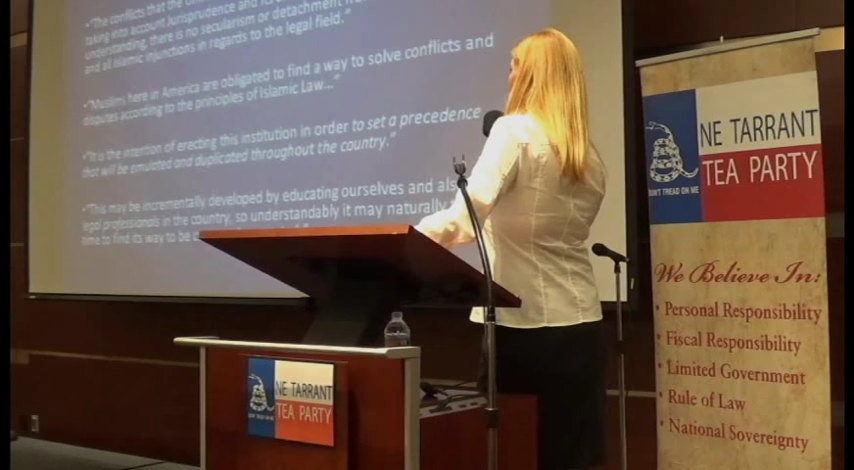 • "The conflicts that
taking into account Jurisprudence and
understanding, there is no secularism or detachment
and all Islamic injunctions in regards to the legal field."
• "Muslims here in America are obligated to find a way to solve conflicts and
disputes according to the principles of Islamic Law..."
• "It is the intention of erecting this institution in order to set a precedence
that will be emulated and duplicated throughout the country."
• "This may be incrementally developed by educating ourselves and
legal professionals in the country, so understanding it may naturally
time to find its way to be
DON'T TREAD ON ME
NE TARRANT
TEA PARTY
We Believe In:
• Personal Responsibility
• Fiscal Responsibility
• Limited Government
• Rule of Law
• National Sovereignty
NE TARRANT
TEA PARTY